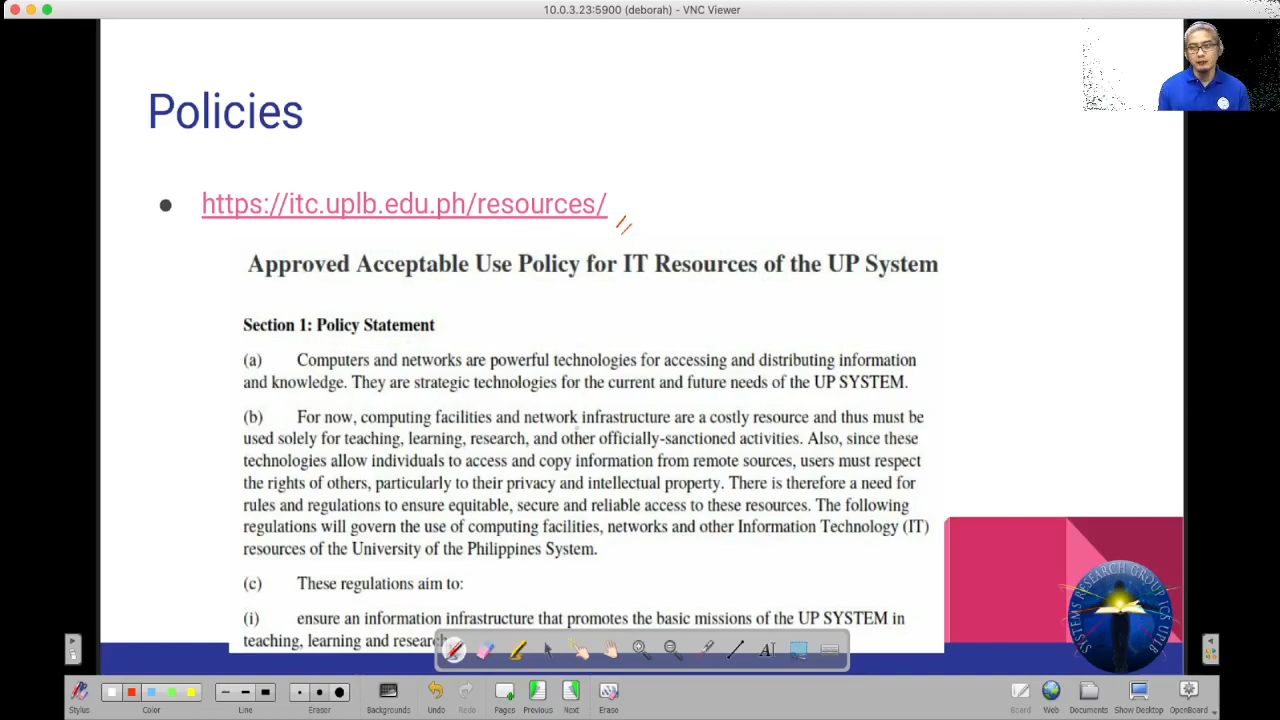 10.0.3.23:5900 (deborah) - VNC Viewer
Policies
https://itc.uplb.edu.ph/resources/
Approved Acceptable Use Policy for IT Resources of the UP System
Section 1: Policy Statement
(a) Computers and networks are powerful technologies for accessing and distributing information
and knowledge. They are strategic technologies for the current and future needs of the UP SYSTEM.
(b) For now, computing facilities and network infrastructure are a costly resource and thus must be
used solely for teaching, learning, research, and other officially-sanctioned activities. Also, since these
technologies allow individuals to access and copy information from remote sources, users must respect
the rights of others, particularly to their privacy and intellectual property. There is therefore a need for
rules and regulations to ensure equitable, secure and reliable access to these resources. The following
regulations will govern the use of computing facilities, networks and other Information Technology (IT)
resources of the University of the Philippines System.
(c) These regulations aim to:
(i) ensure an information infrastructure that promotes the basic missions of the UP SYSTEM in
teaching, learning and research
SYSTEMS RESEARCH GROUP ICS UPLB
Stylus Color Line Eraser Backgrounds Undo Redo Pages Previous Next Erase Board Web Documents Show Desktop OpenBoard